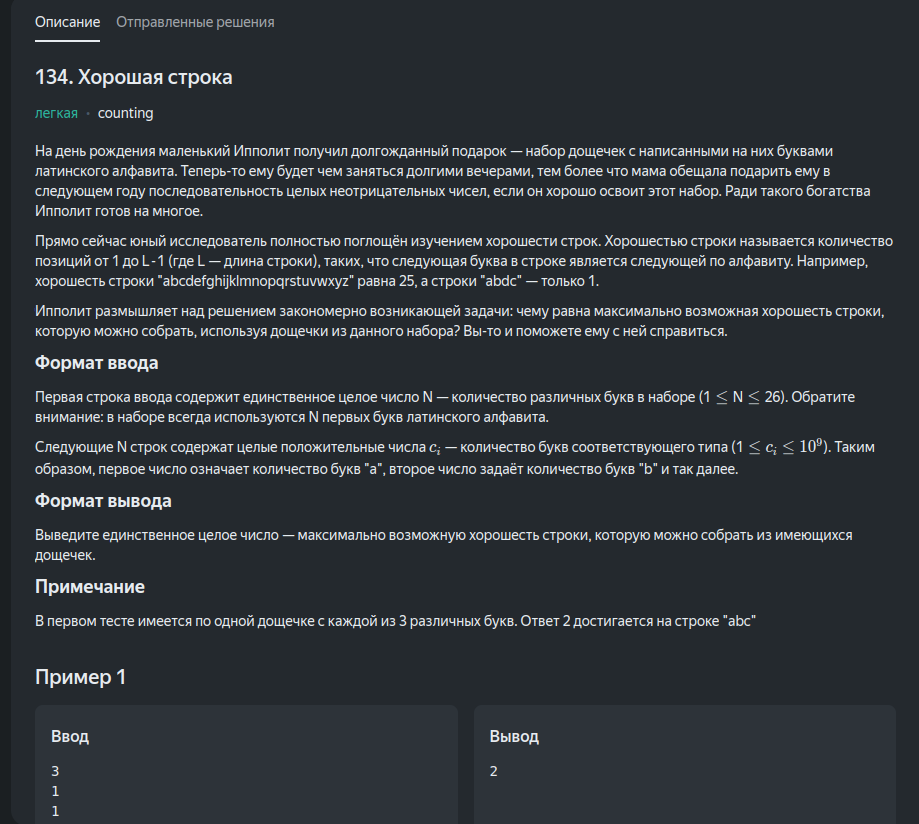 Описание Отправленные решения
134. Хорошая строка
легкая · counting
На день рождения маленький Ипполит получил долгожданный подарок — набор дощечек с написанными на них буквами
латинского алфавита. Теперь-то ему будет чем заняться долгими вечерами, тем более что мама обещала подарить ему в
следующем году последовательность целых неотрицательных чисел, если он хорошо освоит этот набор. Ради такого богатства
Ипполит готов на многое.
Прямо сейчас юный исследователь полностью поглощён изучением хорошести строк. Хорошестью строки называется количество
позиций от 1 до L-1 (где L — длина строки), таких, что следующая буква в строке является следующей по алфавиту. Например,
хорошесть строки "abcdefghijklmnopqrstuvwxyz" равна 25, а строки "abdc" — только 1.
Ипполит размышляет над решением закономерно возникающей задачи: чему равна максимально возможная хорошесть строки,
которую можно собрать, используя дощечки из данного набора? Вы-то и поможете ему с ней справиться.
Формат ввода
Первая строка ввода содержит единственное целое число N — количество различных букв в наборе (1 ≤ N ≤ 26). Обратите
внимание: в наборе всегда используются N первых букв латинского алфавита.
Следующие N строк содержат целые положительные числа cᵢ — количество букв соответствующего типа (1 ≤ cᵢ ≤ 10⁹). Таким
образом, первое число означает количество букв "a", второе число задаёт количество букв "b" и так далее.
Формат вывода
Выведите единственное целое число — максимально возможную хорошесть строки, которую можно собрать из имеющихся
дощечек.
Примечание
В первом тесте имеется по одной дощечке с каждой из 3 различных букв. Ответ 2 достигается на строке "abc"
Пример 1
Ввод Вывод
3 2
1
1